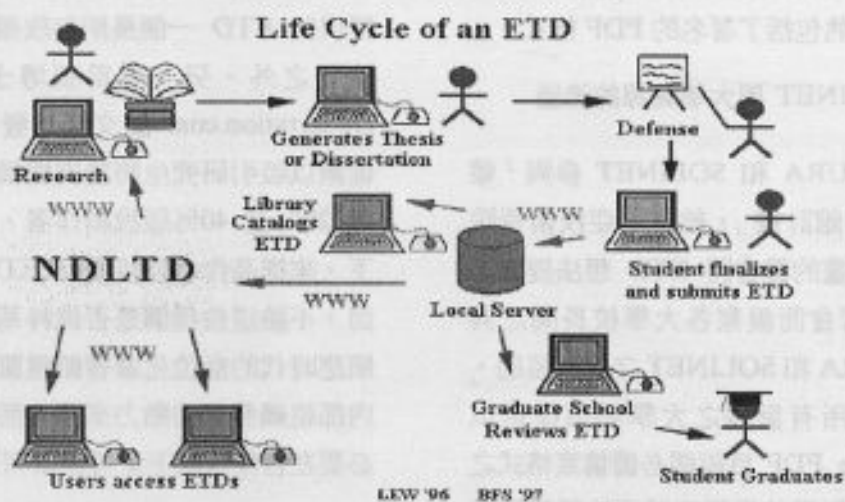 Life Cycle of an ETD
Research
Generates Thesis
or Dissertation
Defense
WWW
Library
Catalogs
ETD
WWW
Student finalizes
and submits ETD
NDLTD
WWW
Local Server
WWW
Graduate School
Reviews ETD
Users access ETDs
Student Graduates
LEW '96 BFS '97